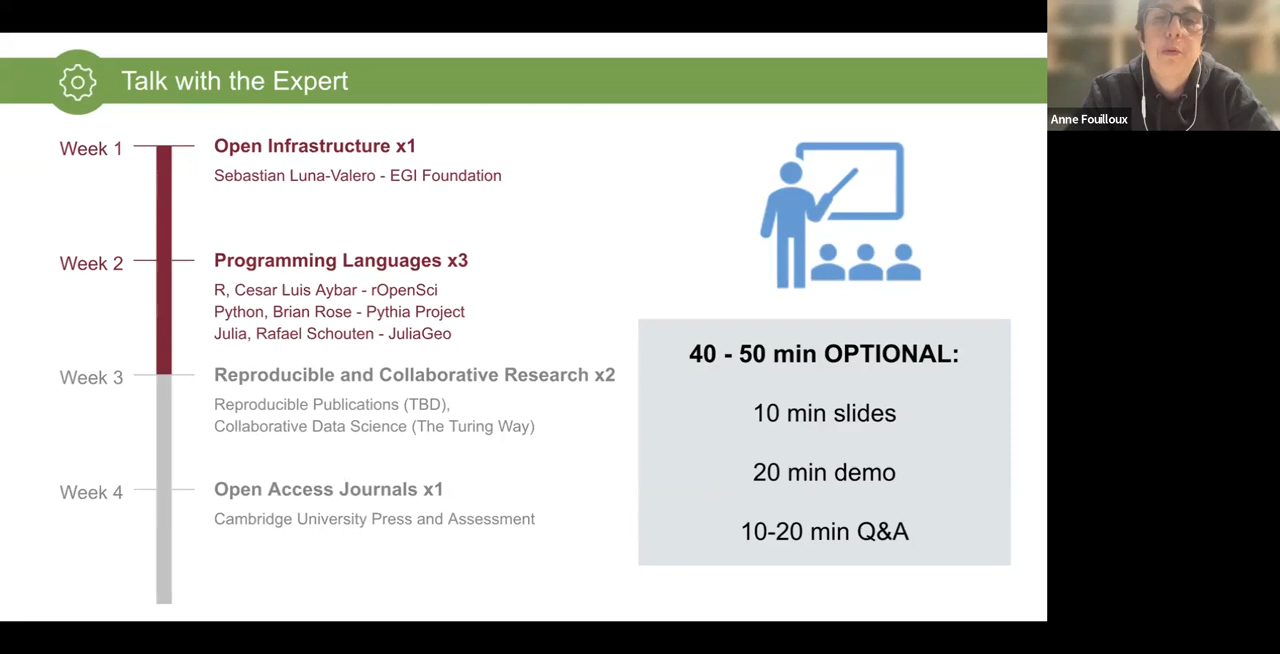 Talk with the Expert
Anne Fouilloux
Week 1
Open Infrastructure x1
Sebastian Luna-Valero - EGI Foundation
Week 2
Programming Languages x3
R, Cesar Luis Aybar - rOpenSci
Python, Brian Rose - Pythia Project
Julia, Rafael Schouten - JuliaGeo
Week 3
Reproducible and Collaborative Research x2
Reproducible Publications (TBD),
Collaborative Data Science (The Turing Way)
Week 4
Open Access Journals x1
Cambridge University Press and Assessment
40 - 50 min OPTIONAL:
10 min slides
20 min demo
10-20 min Q&A